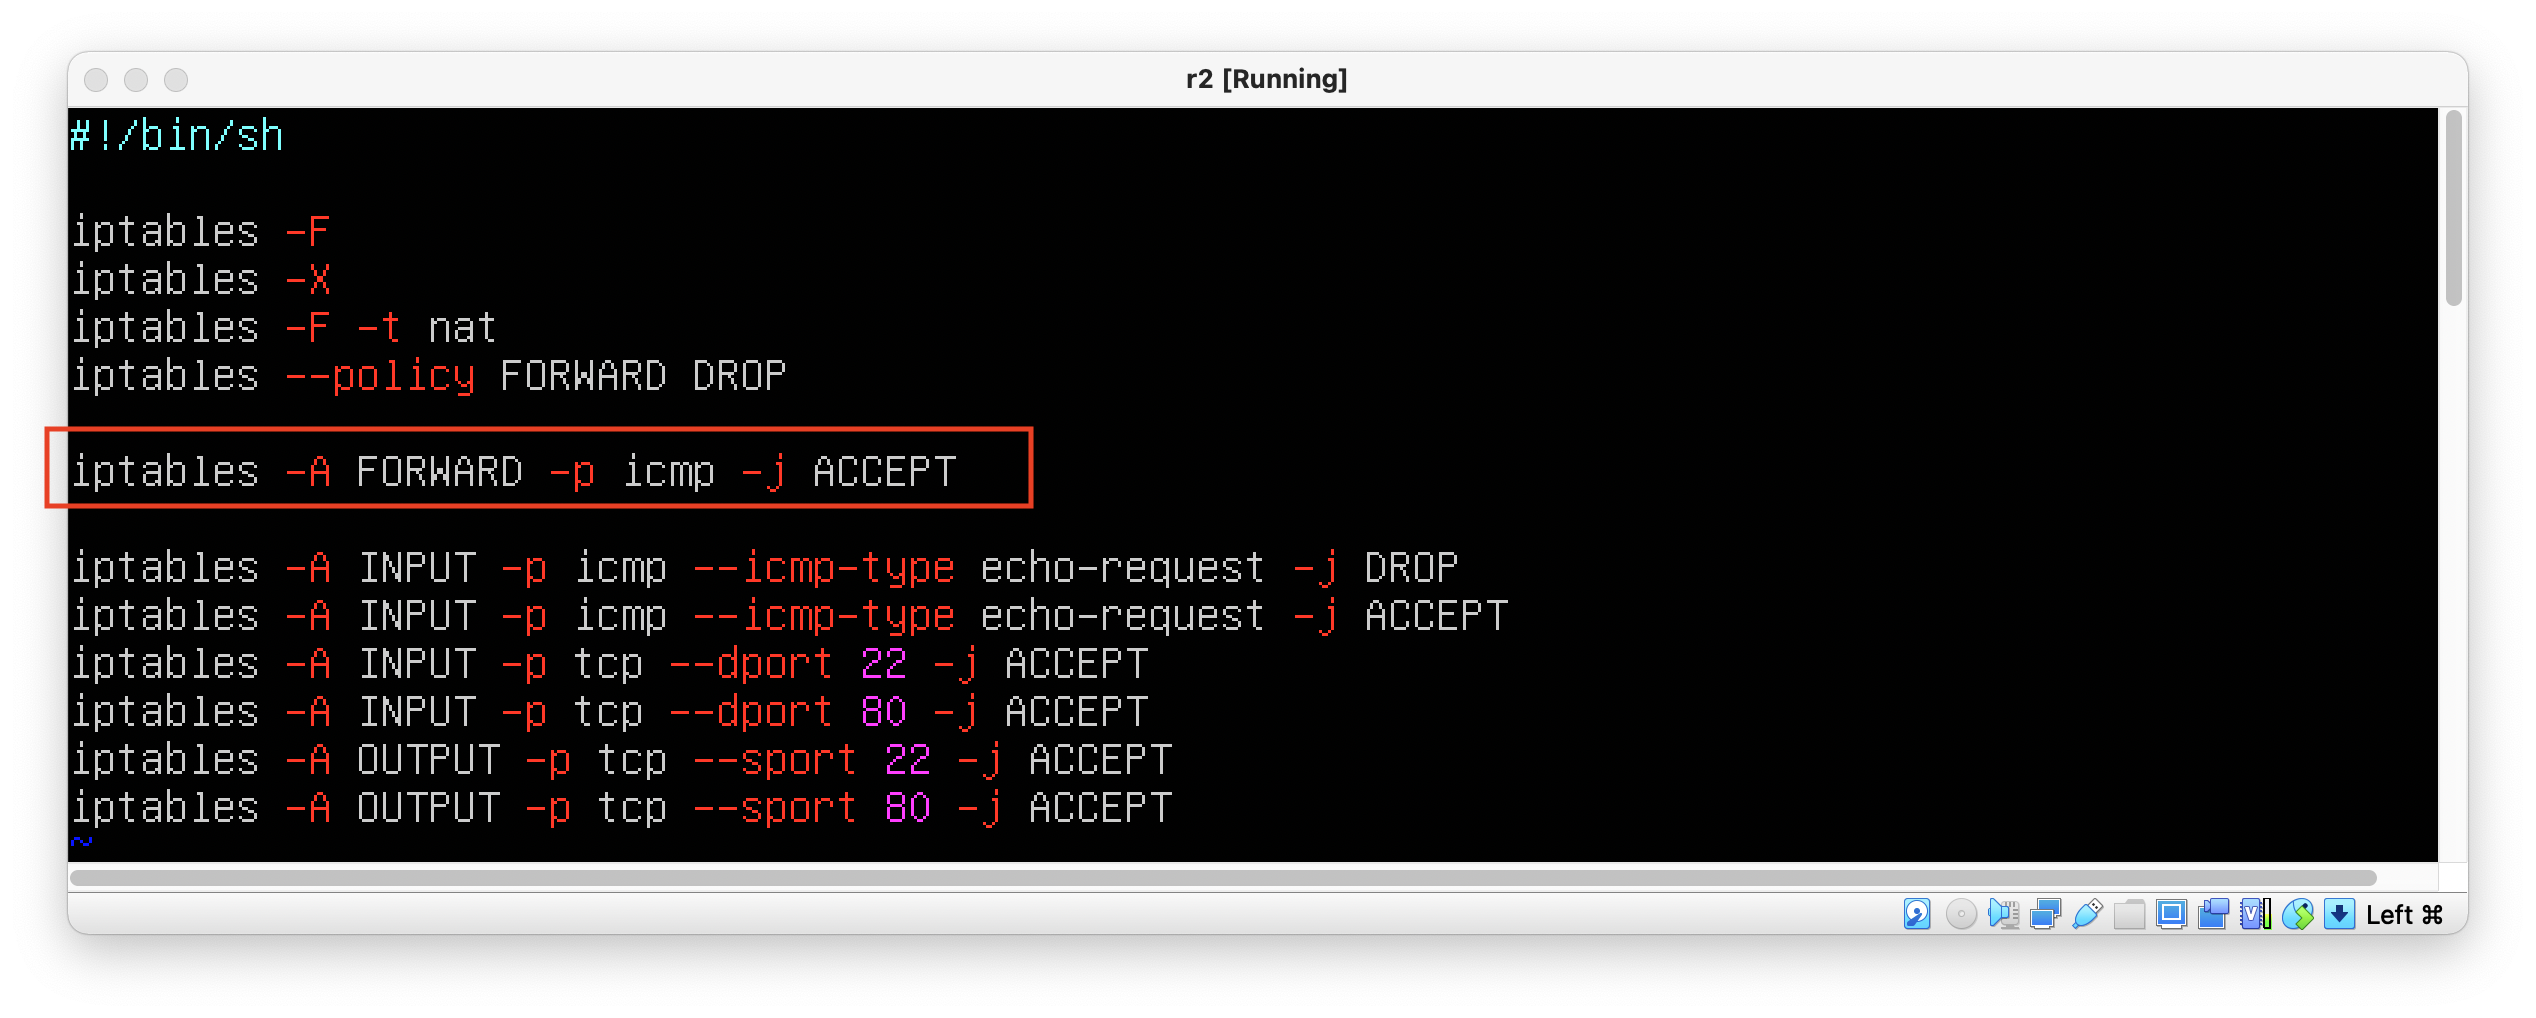 r2 [Running]
#!/bin/sh
iptables -F
iptables -X
iptables -F -t nat
iptables --policy FORWARD DROP
iptables -A FORWARD -p icmp -j ACCEPT
iptables -A INPUT -p icmp --icmp-type echo-request -j DROP
iptables -A INPUT -p icmp --icmp-type echo-request -j ACCEPT
iptables -A INPUT -p tcp --dport 22 -j ACCEPT
iptables -A INPUT -p tcp --dport 80 -j ACCEPT
iptables -A OUTPUT -p tcp --sport 22 -j ACCEPT
iptables -A OUTPUT -p tcp --sport 80 -j ACCEPT
~
Left ⌘